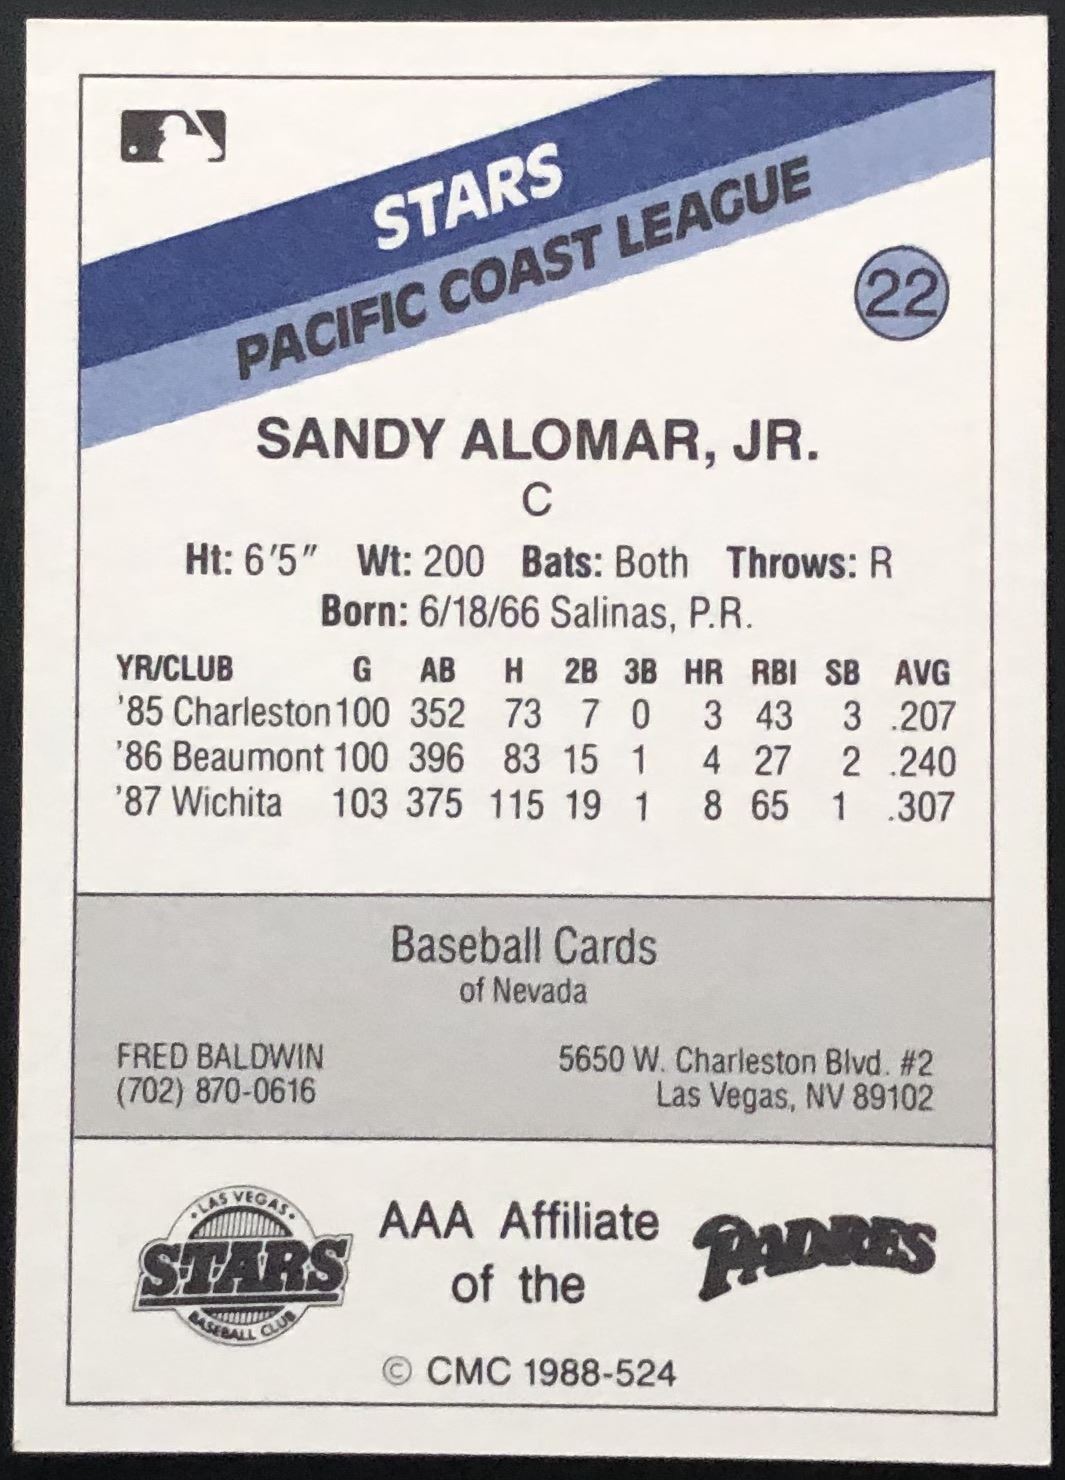 STARS
PACIFIC COAST LEAGUE
22
SANDY ALOMAR, JR.
C
Ht: 6'5" Wt: 200 Bats: Both Throws: R
Born: 6/18/66 Salinas, P.R.
YR/CLUB G AB H 2B 3B HR RBI SB AVG
'85 Charleston 100 352 73 7 0 3 43 3 .207
'86 Beaumont 100 396 83 15 1 4 27 2 .240
'87 Wichita 103 375 115 19 1 8 65 1 .307
Baseball Cards
of Nevada
FRED BALDWIN
(702) 870-0616
5650 W. Charleston Blvd. #2
Las Vegas, NV 89102
·LAS VEGAS·
STARS
BASEBALL CLUB
AAA Affiliate
of the
PADRES
© CMC 1988-524